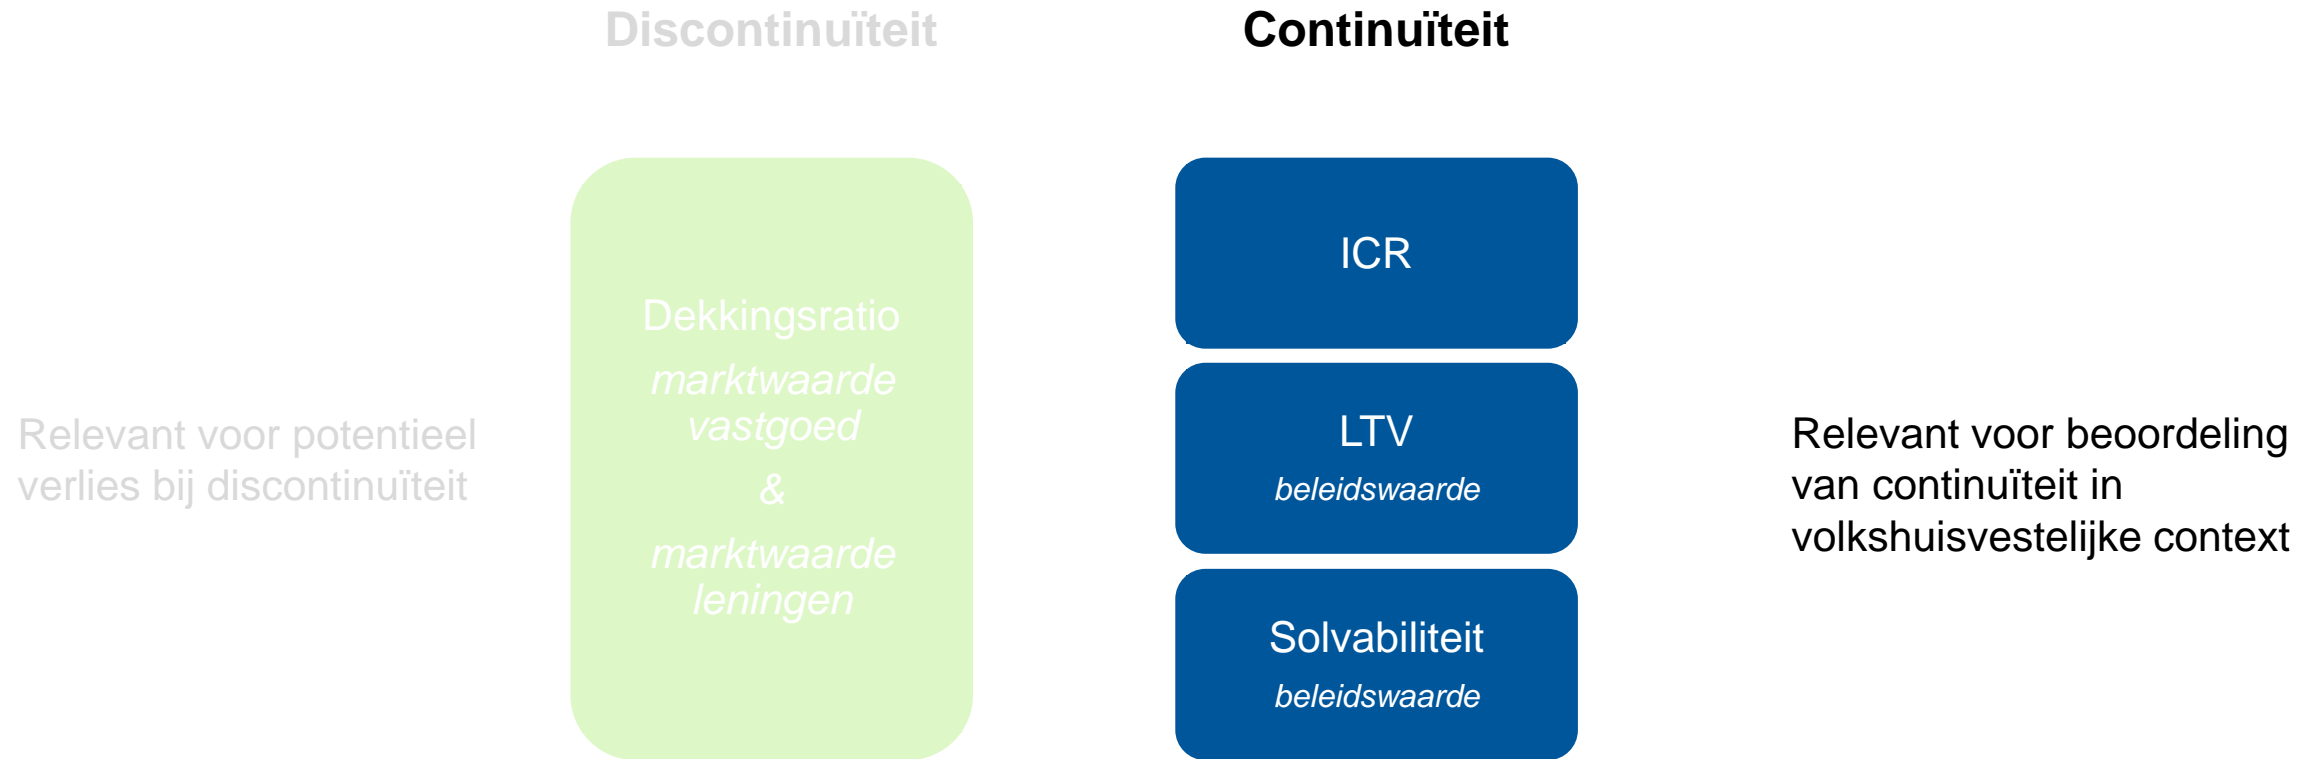 Discontinuïteit
Continuïteit
Relevant voor potentieel
verlies bij discontinuïteit
Dekkingsratio
marktwaarde
vastgoed
&
marktwaarde
leningen
ICR
LTV
beleidswaarde
Solvabiliteit
beleidswaarde
Relevant voor beoordeling
van continuïteit in
volkshuisvestelijke context